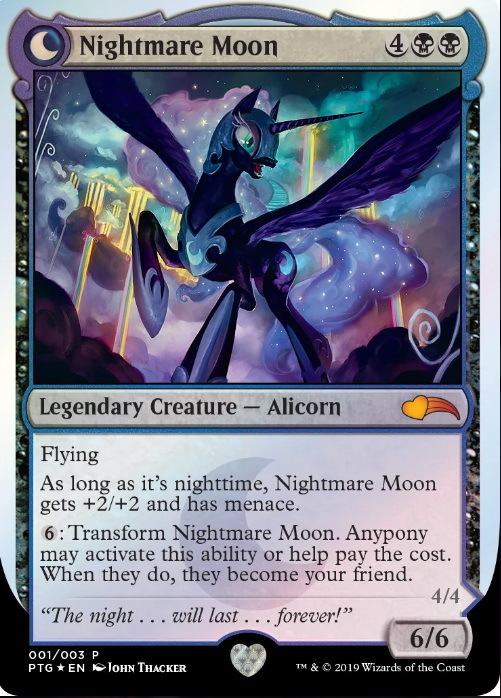 Nightmare Moon 4
Legendary Creature — Alicorn
Flying
As long as it's nighttime, Nightmare Moon
gets +2/+2 and has menace.
6: Transform Nightmare Moon. Anypony
may activate this ability or help pay the cost.
When they do, they become your friend.
4/4
"The night . . . will last . . . forever!"
6/6
001/003 P
PTG ★ EN JOHN THACKER
™ & © 2019 Wizards of the Coast